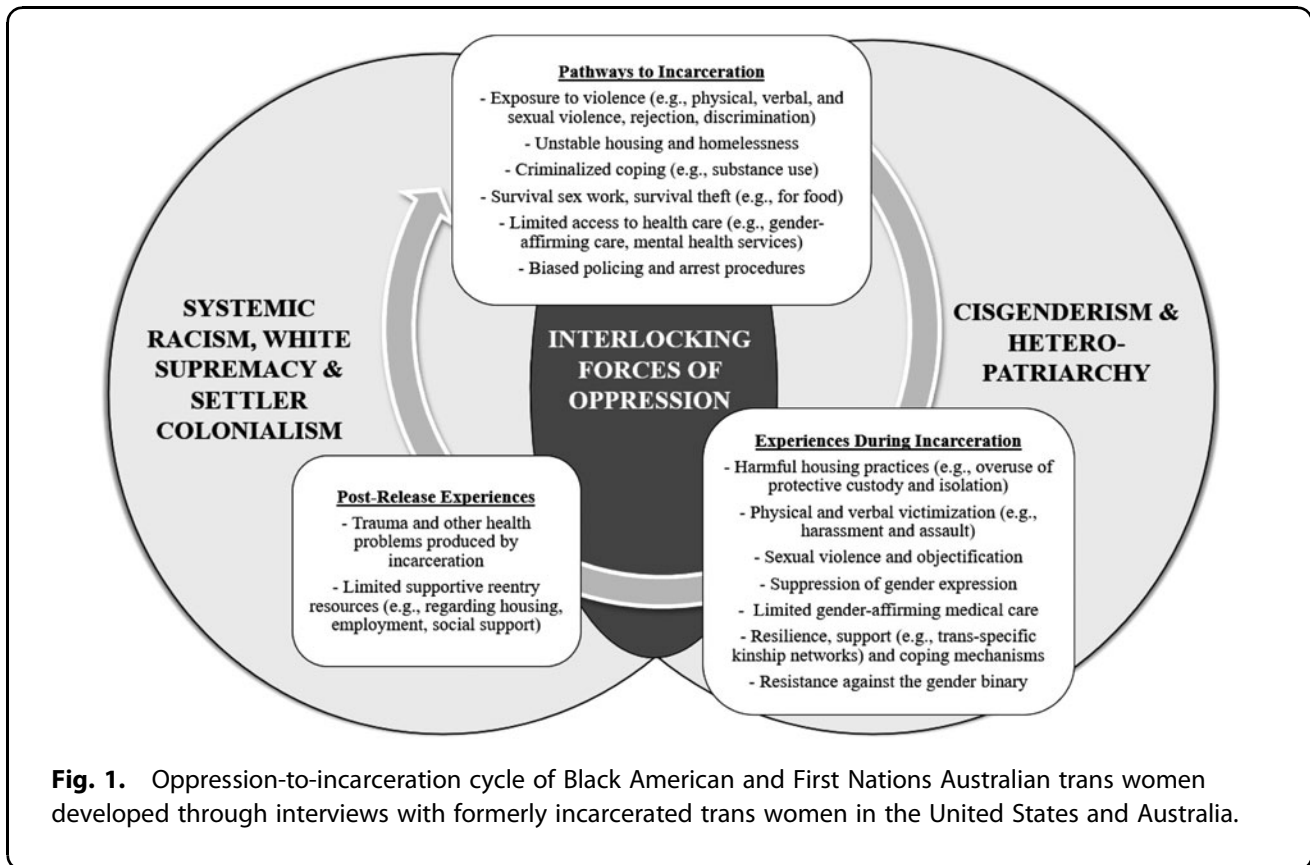 Pathways to Incarceration
- Exposure to violence (e.g., physical, verbal, and
sexual violence, rejection, discrimination)
- Unstable housing and homelessness
- Criminalized coping (e.g., substance use)
- Survival sex work, survival theft (e.g., for food)
- Limited access to health care (e.g., gender-
affirming care, mental health services)
- Biased policing and arrest procedures
SYSTEMIC
RACISM, WHITE
SUPREMACY &
SETTLER
COLONIALISM
INTERLOCKING
FORCES OF
OPPRESSION
CISGENDERISM &
HETERO-
PATRIARCHY
Experiences During Incarceration
- Harmful housing practices (e.g., overuse of
protective custody and isolation)
- Physical and verbal victimization (e.g.,
harassment and assault)
- Sexual violence and objectification
- Suppression of gender expression
- Limited gender-affirming medical care
- Resilience, support (e.g., trans-specific
kinship networks) and coping mechanisms
- Resistance against the gender binary
Post-Release Experiences
- Trauma and other health
problems produced by
incarceration
- Limited supportive reentry
resources (e.g., regarding housing,
employment, social support)
Fig. 1. Oppression-to-incarceration cycle of Black American and First Nations Australian trans women
developed through interviews with formerly incarcerated trans women in the United States and Australia.